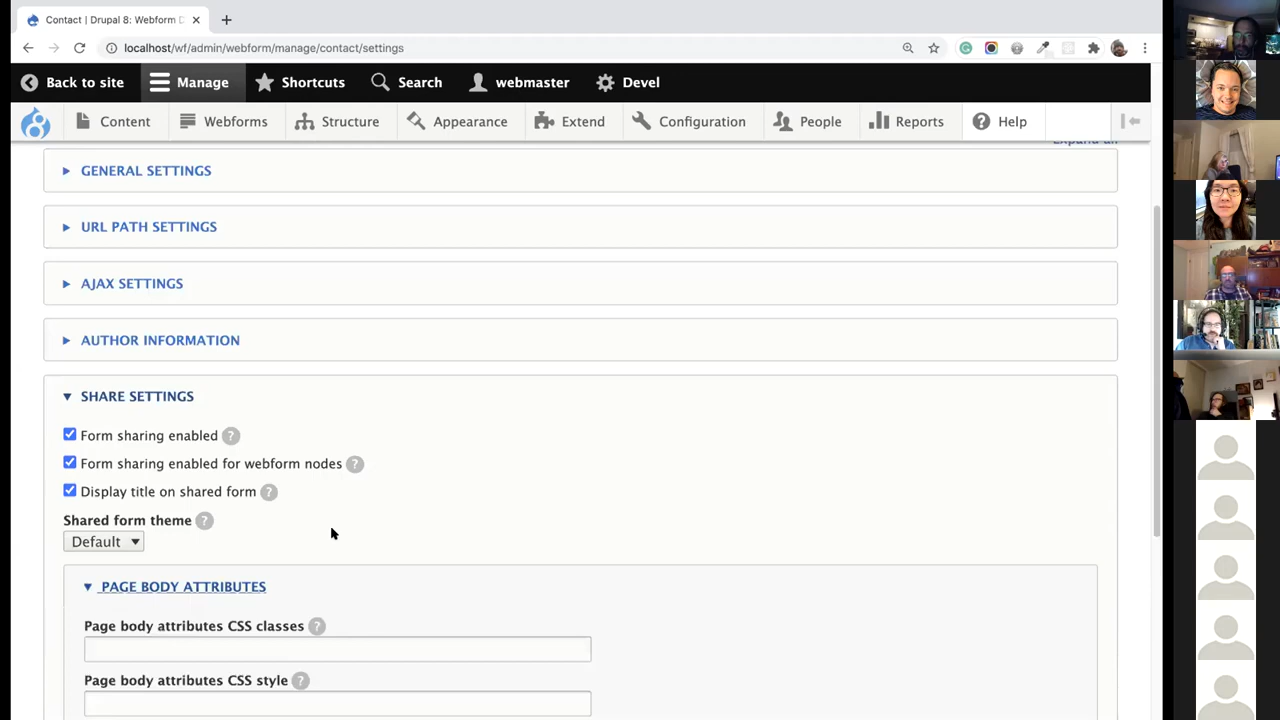 Contact | Drupal 8: Webform D
localhost/wf/admin/webform/manage/contact/settings
Back to site Manage Shortcuts Search webmaster Devel
Content Webforms Structure Appearance Extend Configuration People Reports Help
Expand all
GENERAL SETTINGS
URL PATH SETTINGS
AJAX SETTINGS
AUTHOR INFORMATION
SHARE SETTINGS
Form sharing enabled ?
Form sharing enabled for webform nodes ?
Display title on shared form ?
Shared form theme ?
Default
PAGE BODY ATTRIBUTES
Page body attributes CSS classes ?
Page body attributes CSS style ?